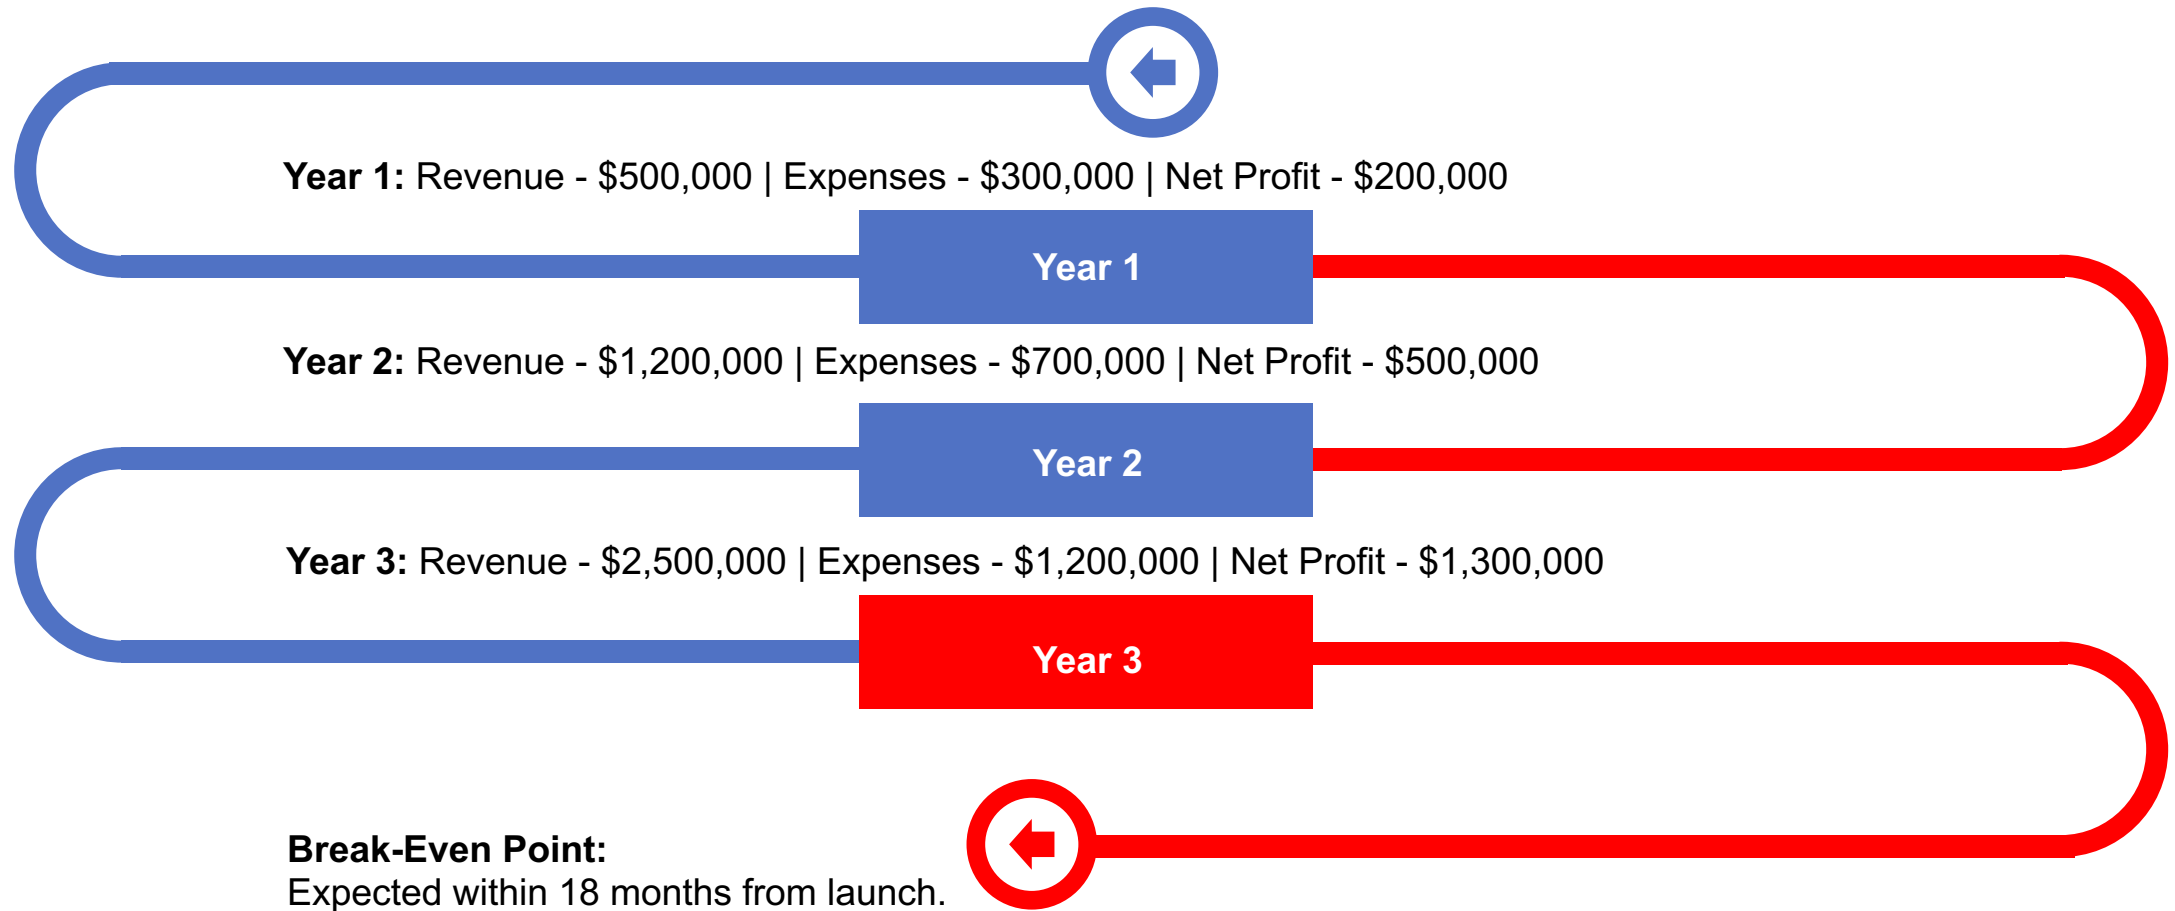 Year 1: Revenue - $500,000 | Expenses - $300,000 | Net Profit - $200,000
Year 1
Year 2: Revenue - $1,200,000 | Expenses - $700,000 | Net Profit - $500,000
Year 2
Year 3: Revenue - $2,500,000 | Expenses - $1,200,000 | Net Profit - $1,300,000
Year 3
Break-Even Point:
Expected within 18 months from launch.